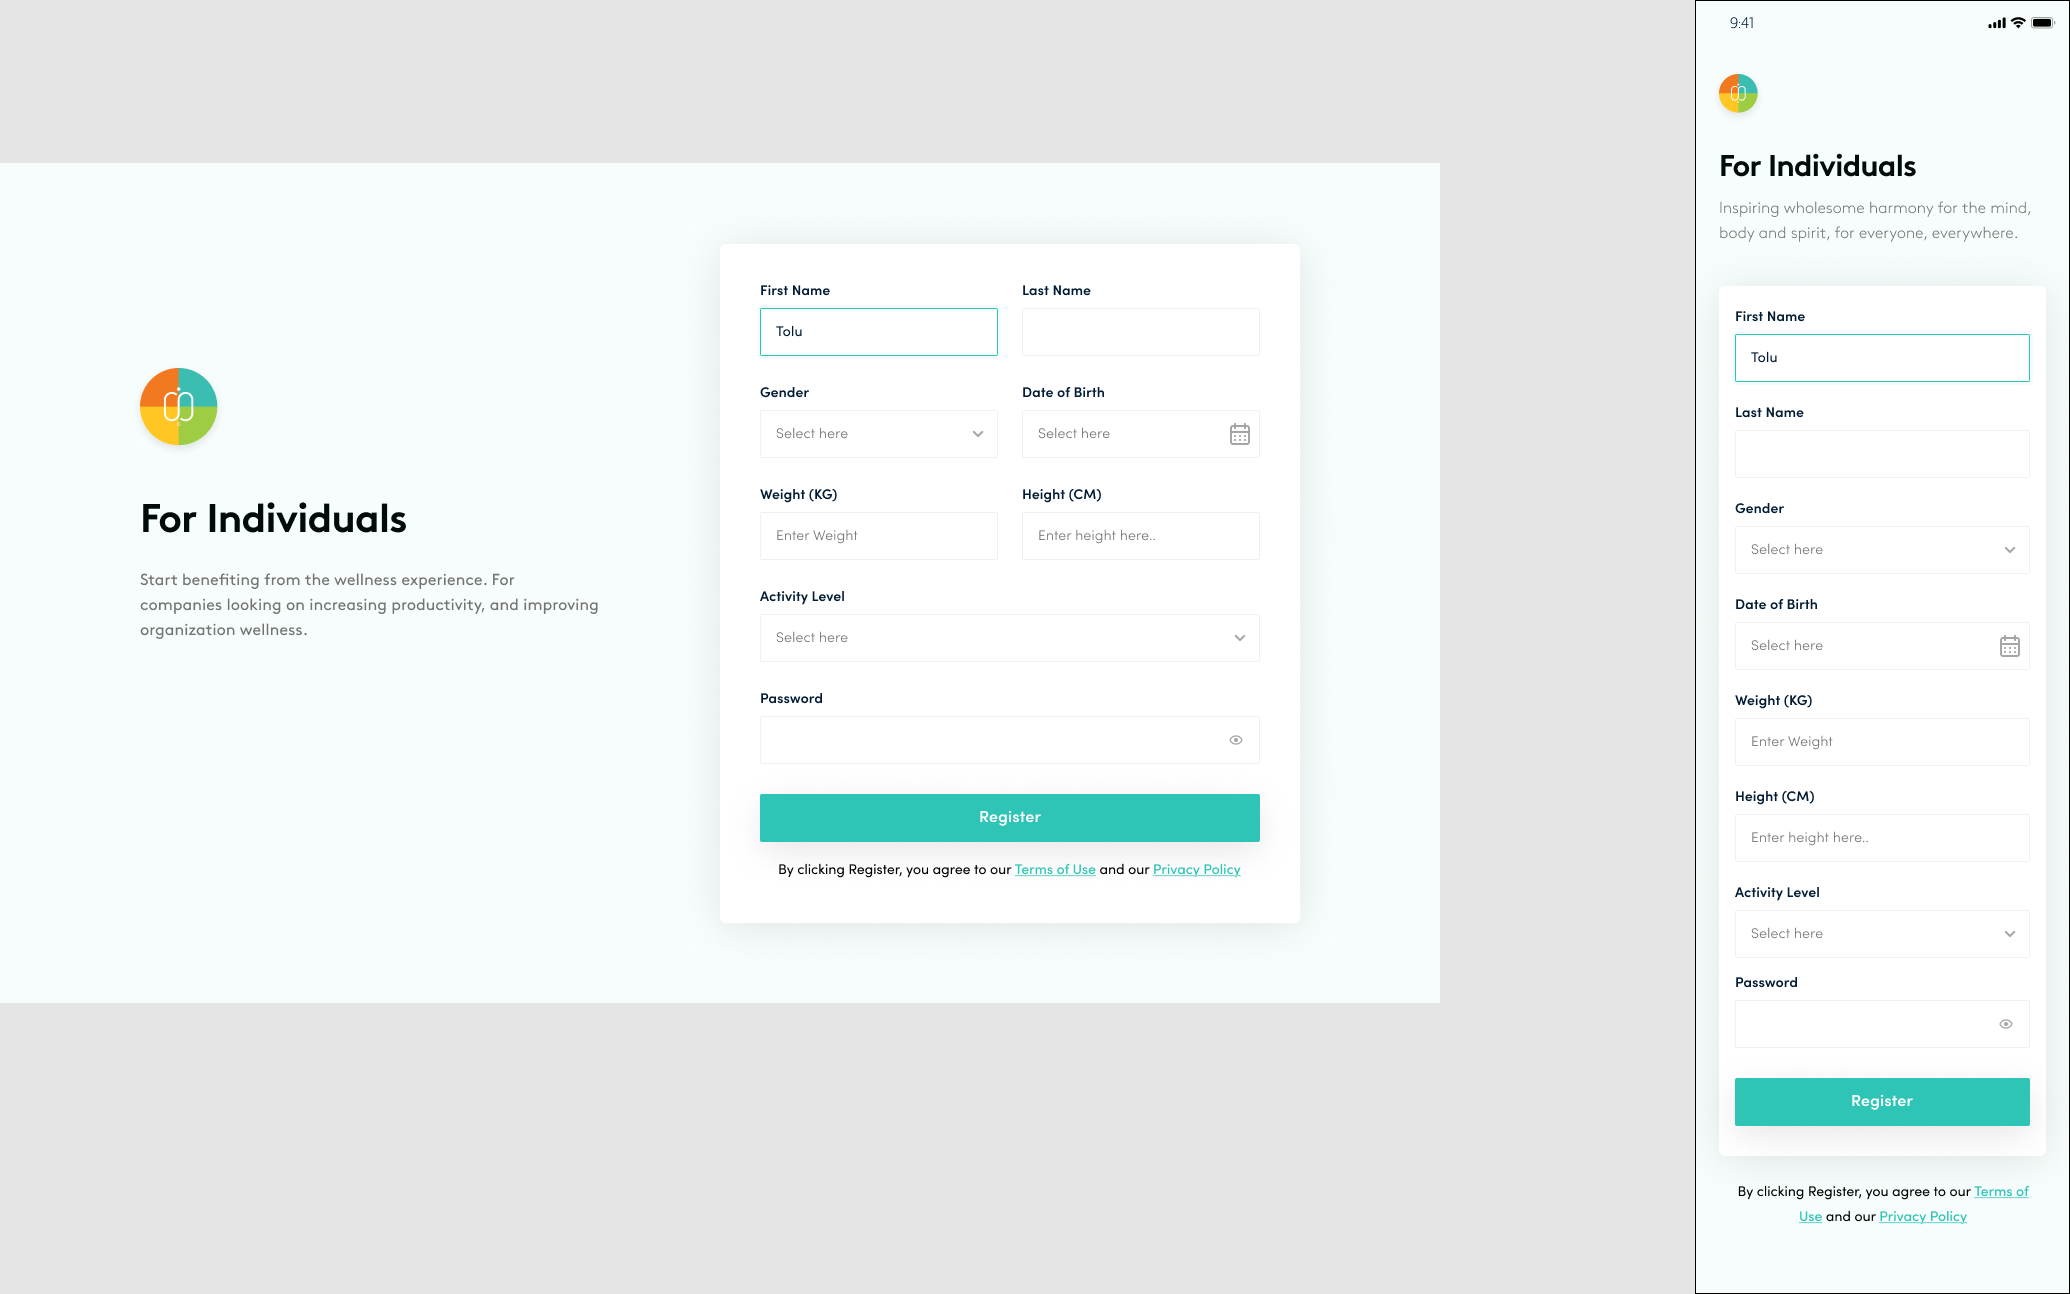 For Individuals
Start benefiting from the wellness experience. For
companies looking on increasing productivity, and improving
organization wellness.
First Name
Last Name
Tolu
Gender
Date of Birth
Select here
Select here
Weight (KG)
Height (CM)
Enter Weight
Enter height here..
Activity Level
Select here
Password
Register
By clicking Register, you agree to our Terms of Use and our Privacy Policy
9:41
For Individuals
Inspiring wholesome harmony for the mind,
body and spirit, for everyone, everywhere.
First Name
Tolu
Last Name
Gender
Select here
Date of Birth
Select here
Weight (KG)
Enter Weight
Height (CM)
Enter height here..
Activity Level
Select here
Password
Register
By clicking Register, you agree to our Terms of
Use and our Privacy Policy